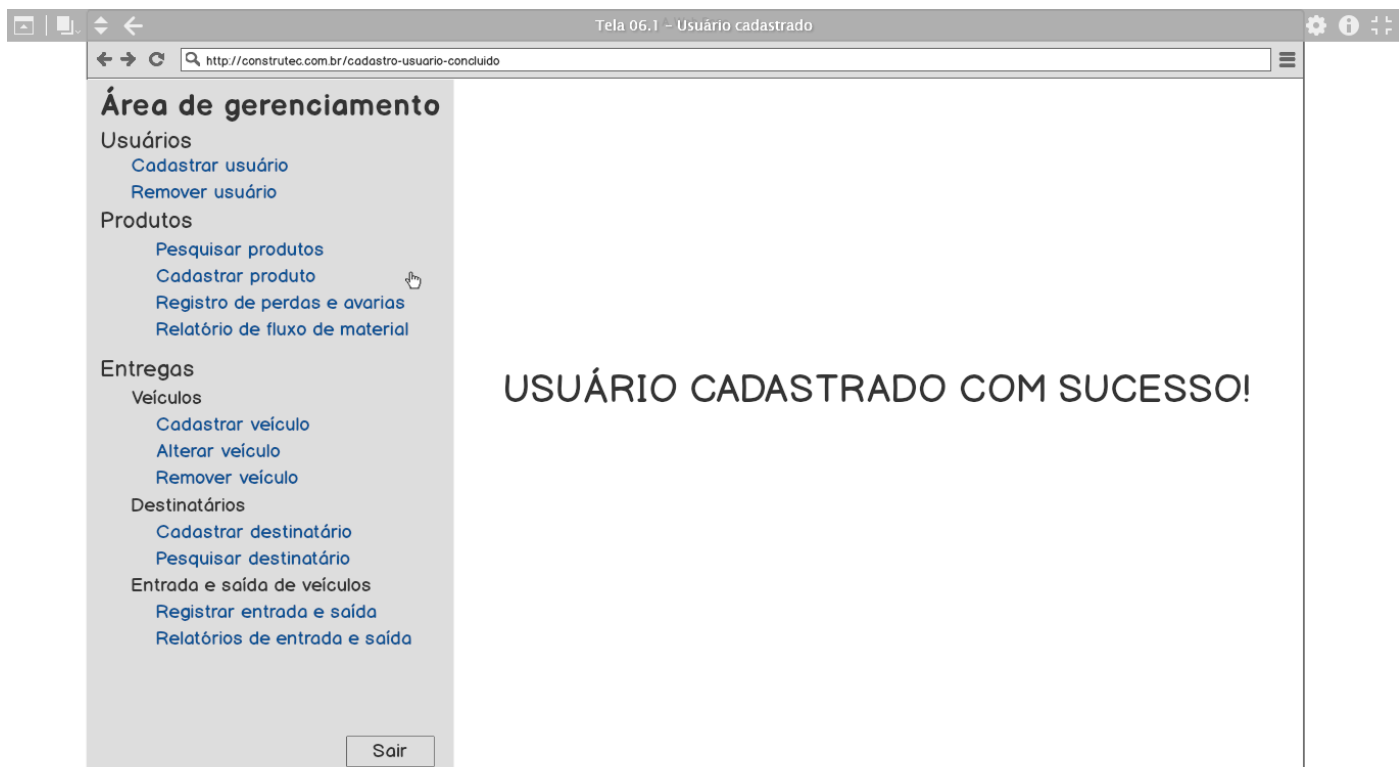 Tela 06.1 – Usuário cadastrado
http://construtec.com.br/cadastro-usuario-concluido
Área de gerenciamento
Usuários
Cadastrar usuário
Remover usuário
Produtos
Pesquisar produtos
Cadastrar produto
Registro de perdas e avarias
Relatório de fluxo de material
Entregas
Veículos
Cadastrar veículo
Alterar veículo
Remover veículo
Destinatários
Cadastrar destinatário
Pesquisar destinatário
Entrada e saída de veículos
Registrar entrada e saída
Relatórios de entrada e saída
Sair
USUÁRIO CADASTRADO COM SUCESSO!